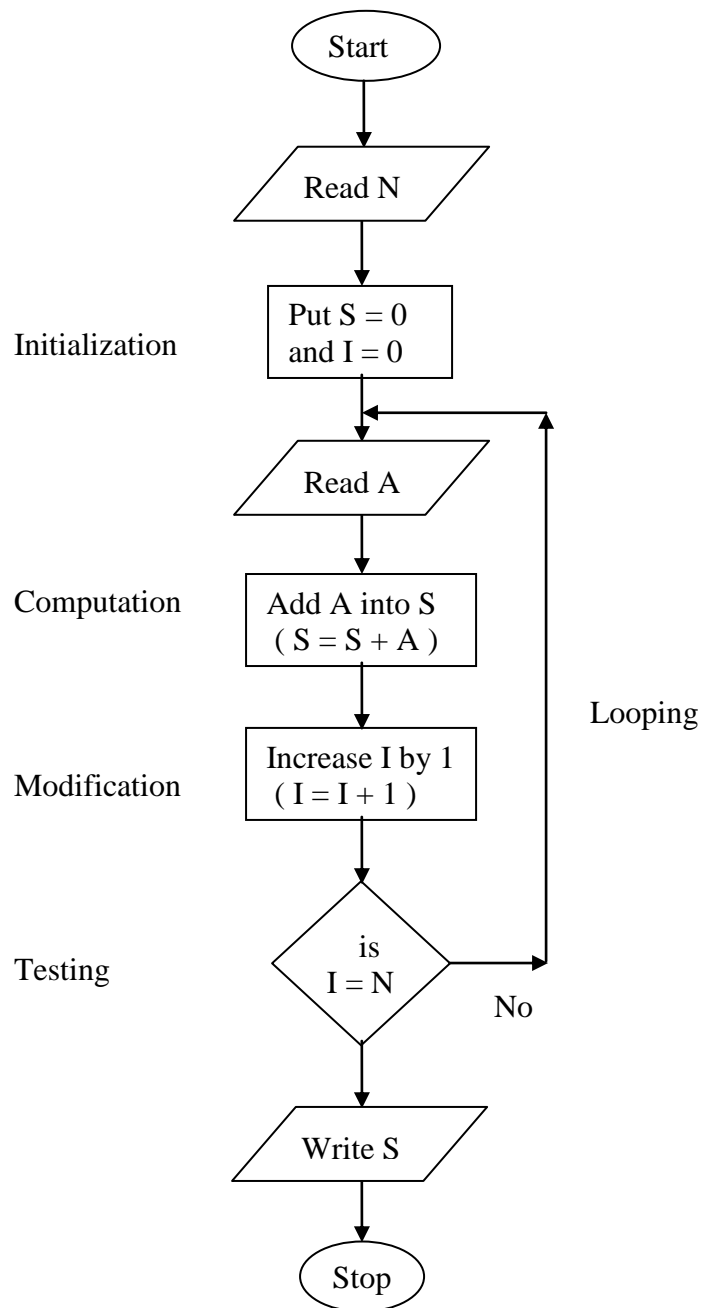 Start
Read N
Initialization
Put S = 0
and I = 0
Read A
Computation
Add A into S
( S = S + A )
Looping
Modification
Increase I by 1
( I = I + 1 )
Testing
is
I = N
No
Write S
Stop